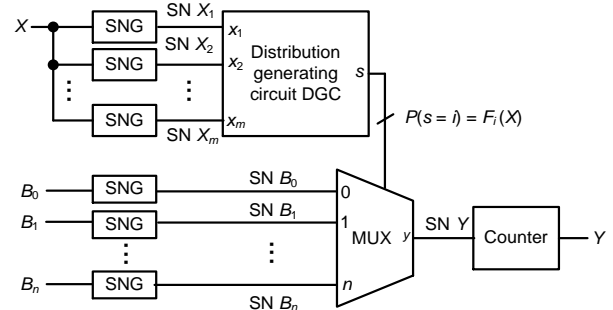 X
SNG
SN X₁
x₁
SNG
SN X₂
x₂
⋮
⋮
SNG
SN Xₘ
xₘ
Distribution
generating
circuit DGC
s
P(s = i) = Fᵢ(X)
B₀
SNG
SN B₀
0
B₁
SNG
SN B₁
1
⋮
⋮
Bₙ
SNG
SN Bₙ
n
MUX
y
SN Y
Counter
Y